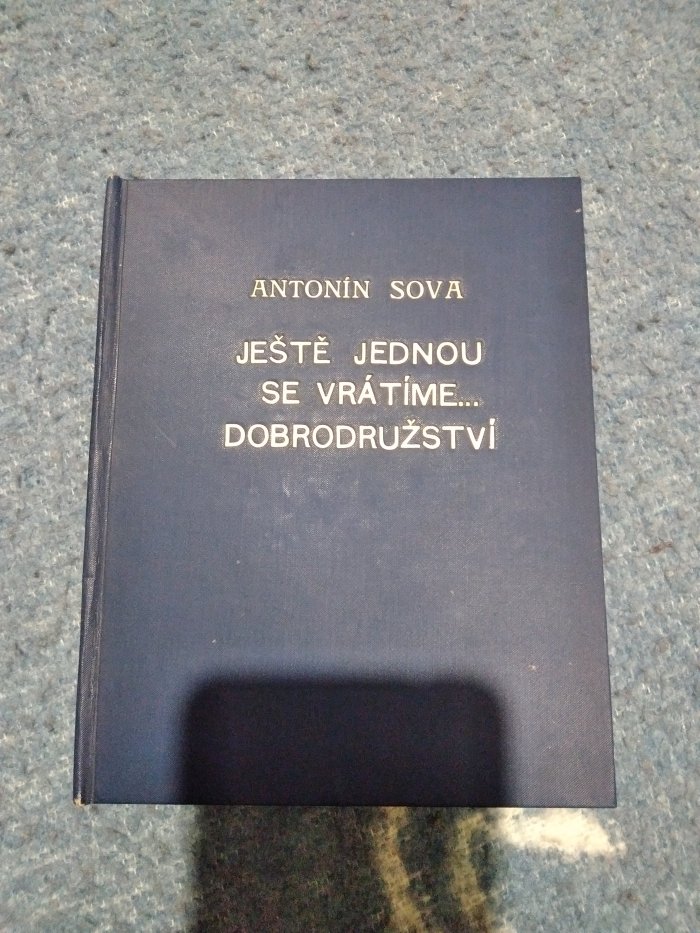 ANTONÍN SOVA
JEŠTĚ JEDNOU
SE VRÁTÍME...
DOBRODRUŽSTVÍ